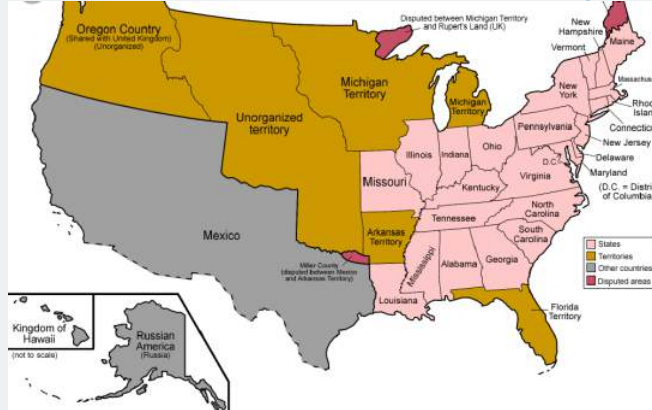 Oregon Country
(Shared with United Kingdom)
(Unorganized)
Disputed between Michigan Territory
and Rupert's Land (UK)
New
Hampshire
Vermont
Maine
Massachus
Michigan
Territory
Michigan
Territory
New
York
Rhod
Islan
Connectic
Unorganized
territory
Pennsylvania
New Jersey
Illinois
Indiana
Ohio
D.C.
Delaware
Maryland
(D.C. = Distri
of Columbia
Missouri
Kentucky
Virginia
Mexico
Arkansas
Territory
Tennessee
North
Carolina
South
Carolina
Miller County
(disputed between Mexico
and Arkansas Territory)
Mississippi
Alabama
Georgia
Louisiana
Florida
Territory
States
Territories
Other countries
Disputed areas
Kingdom of
Hawaii
(not to scale)
Russian
America
(Russia)